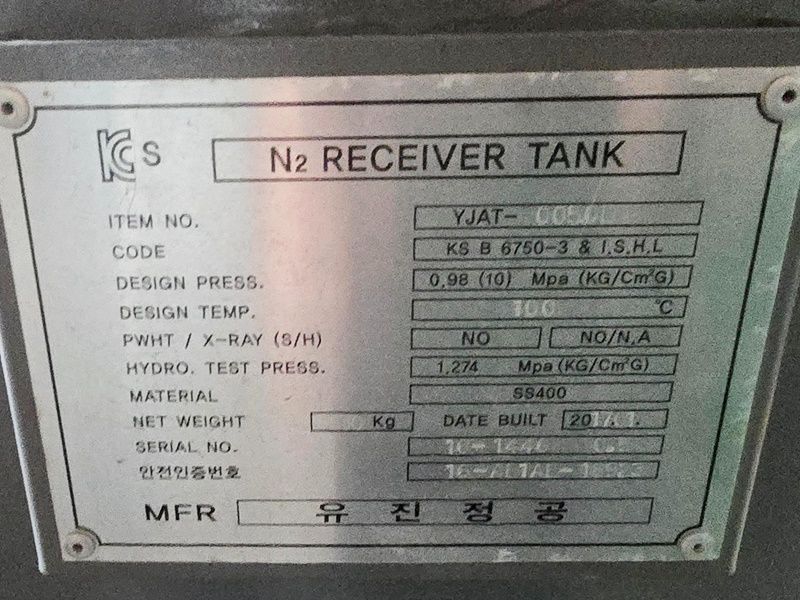 KCS N2 RECEIVER TANK
ITEM NO. YJAT-
CODE KS B 6750-3 & I.S.H.L
DESIGN PRESS. 0.98 (10) Mpa (KG/Cm²G)
DESIGN TEMP. 100 ℃
PWHT / X-RAY (S/H) NO NO/N.A
HYDRO. TEST PRESS. 1.274 Mpa (KG/Cm²G)
MATERIAL SS400
NET WEIGHT Kg DATE BUILT
SERIAL NO.
안전인증번호
MFR 유진정공